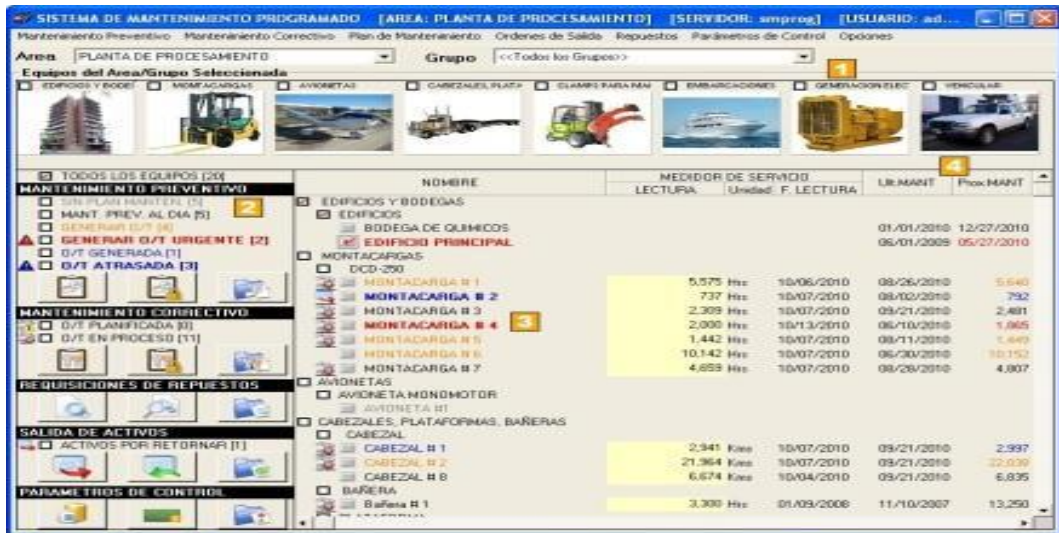 SISTEMA DE MANTENIMIENTO PROGRAMADO [AREA: PLANTA DE PROCESAMIENTO] [SERVIDOR: smprog] [USUARIO: ad...
Mantenimiento Preventivo Mantenimiento Correctivo Plan de Mantenimiento Ordenes de Salida Repuestos Parámetros de Control Opciones
Area PLANTA DE PROCESAMIENTO Grupo <<Todos los Grupos>>
1
Equipos del Area/Grupo Seleccionada
EDIFICIOS Y BODEI MONTACARGAS AVIONETAS CABEZALES, PLATA CLAMPS PARA MAI EMBARCACIONES GENERACION ELEC VEHICULAR
4
TODOS LOS EQUIPOS [20]
MANTENIMIENTO PREVENTIVO
SIN PLAN MANTEN. [5]
2
MANT. PREV. AL DIA [5]
GENERAR O/T [4]
GENERAR O/T URGENTE [2]
O/T GENERADA [1]
O/T ATRASADA [3]
MANTENIMIENTO CORRECTIVO
O/T PLANIFICADA [0]
O/T EN PROCESO [11]
REQUISICIONES DE REPUESTOS
SALIDA DE ACTIVOS
ACTIVOS POR RETORNAR [1]
PARAMETROS DE CONTROL
NOMBRE MEDIDOR DE SERVICIO Ult.MANT Prox.MANT
LECTURA Unidad F. LECTURA
EDIFICIOS Y BODEGAS
EDIFICIOS
BODEGA DE QUIMICOS 01/01/2010 12/27/2010
EDIFICIO PRINCIPAL 06/01/2009 05/27/2010
MONTACARGAS
DCD-250
MONTACARGA # 1 5,575 Hrs 10/06/2010 08/26/2010 5,640
MONTACARGA # 2 737 Hrs 10/07/2010 08/02/2010 792
MONTACARGA # 3 2,309 Hrs 10/07/2010 09/21/2010 2,481
MONTACARGA # 4 3 2,000 Hrs 10/13/2010 06/10/2010 1,865
MONTACARGA # 5 1,442 Hrs 10/07/2010 08/11/2010 1,449
MONTACARGA # 6 10,142 Hrs 10/07/2010 06/30/2010 10,152
MONTACARGA # 7 4,659 Hrs 10/07/2010 08/28/2010 4,807
AVIONETAS
AVIONETA MONOMOTOR
AVIONETA #1
CABEZALES, PLATAFORMAS, BAÑERAS
CABEZAL
CABEZAL # 1 2,941 Kms 10/07/2010 09/21/2010 2,997
CABEZAL # 2 21,964 Kms 10/07/2010 09/21/2010 22,039
CABEZAL # 8 6,674 Kms 10/04/2010 09/21/2010 6,835
BAÑERA
Bañera # 1 3,300 Hrs 01/09/2008 11/10/2007 13,250
PLATAFORMA